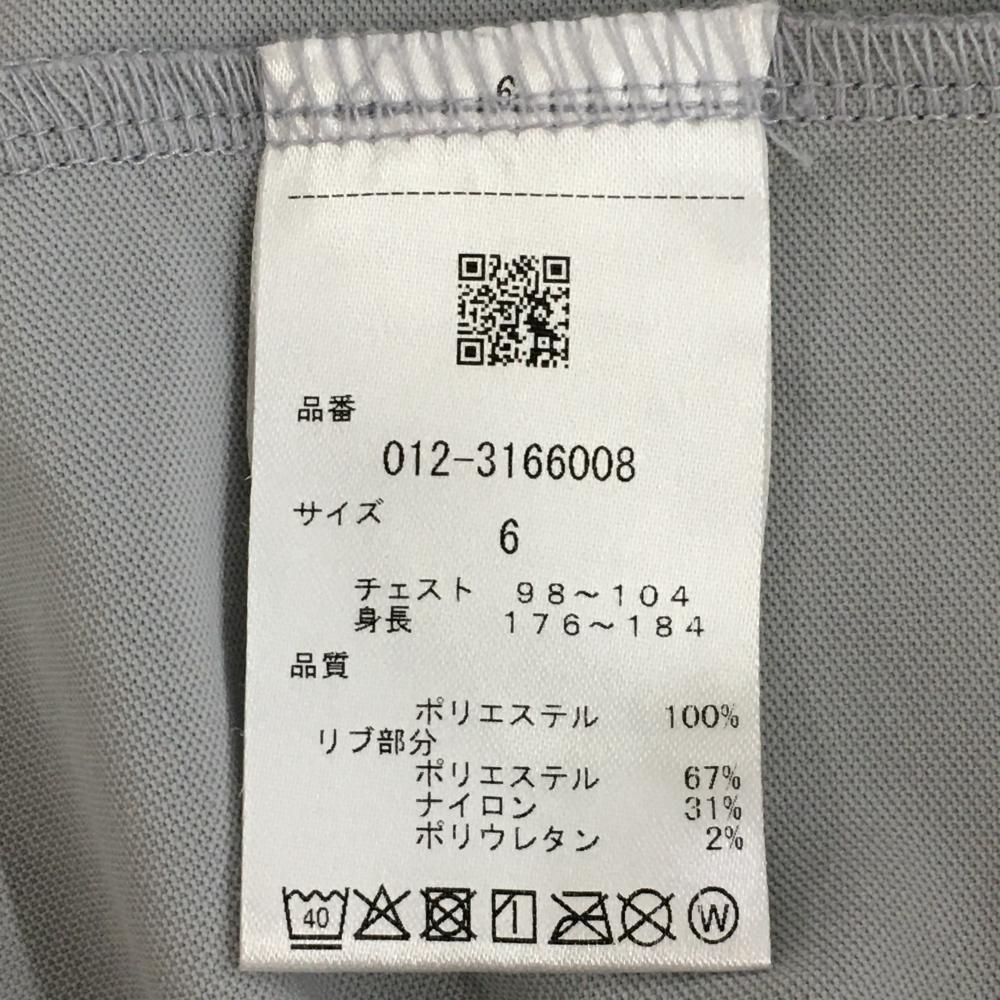 6
品番
012-3166008
サイズ
6
チェスト 98～104
身長 176～184
品質
ポリエステル 100%
リブ部分
ポリエステル 67%
ナイロン 31%
ポリウレタン 2%
40 W